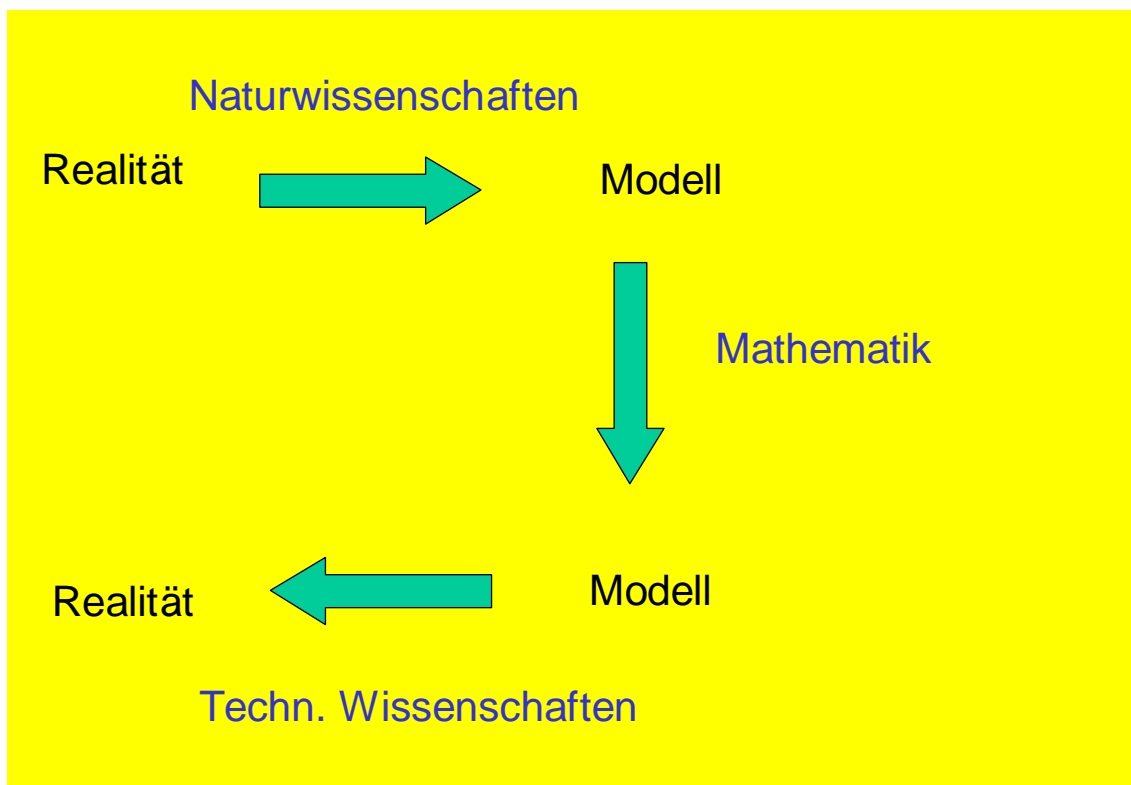 Naturwissenschaften
Realität
Modell
Mathematik
Realität
Modell
Techn. Wissenschaften